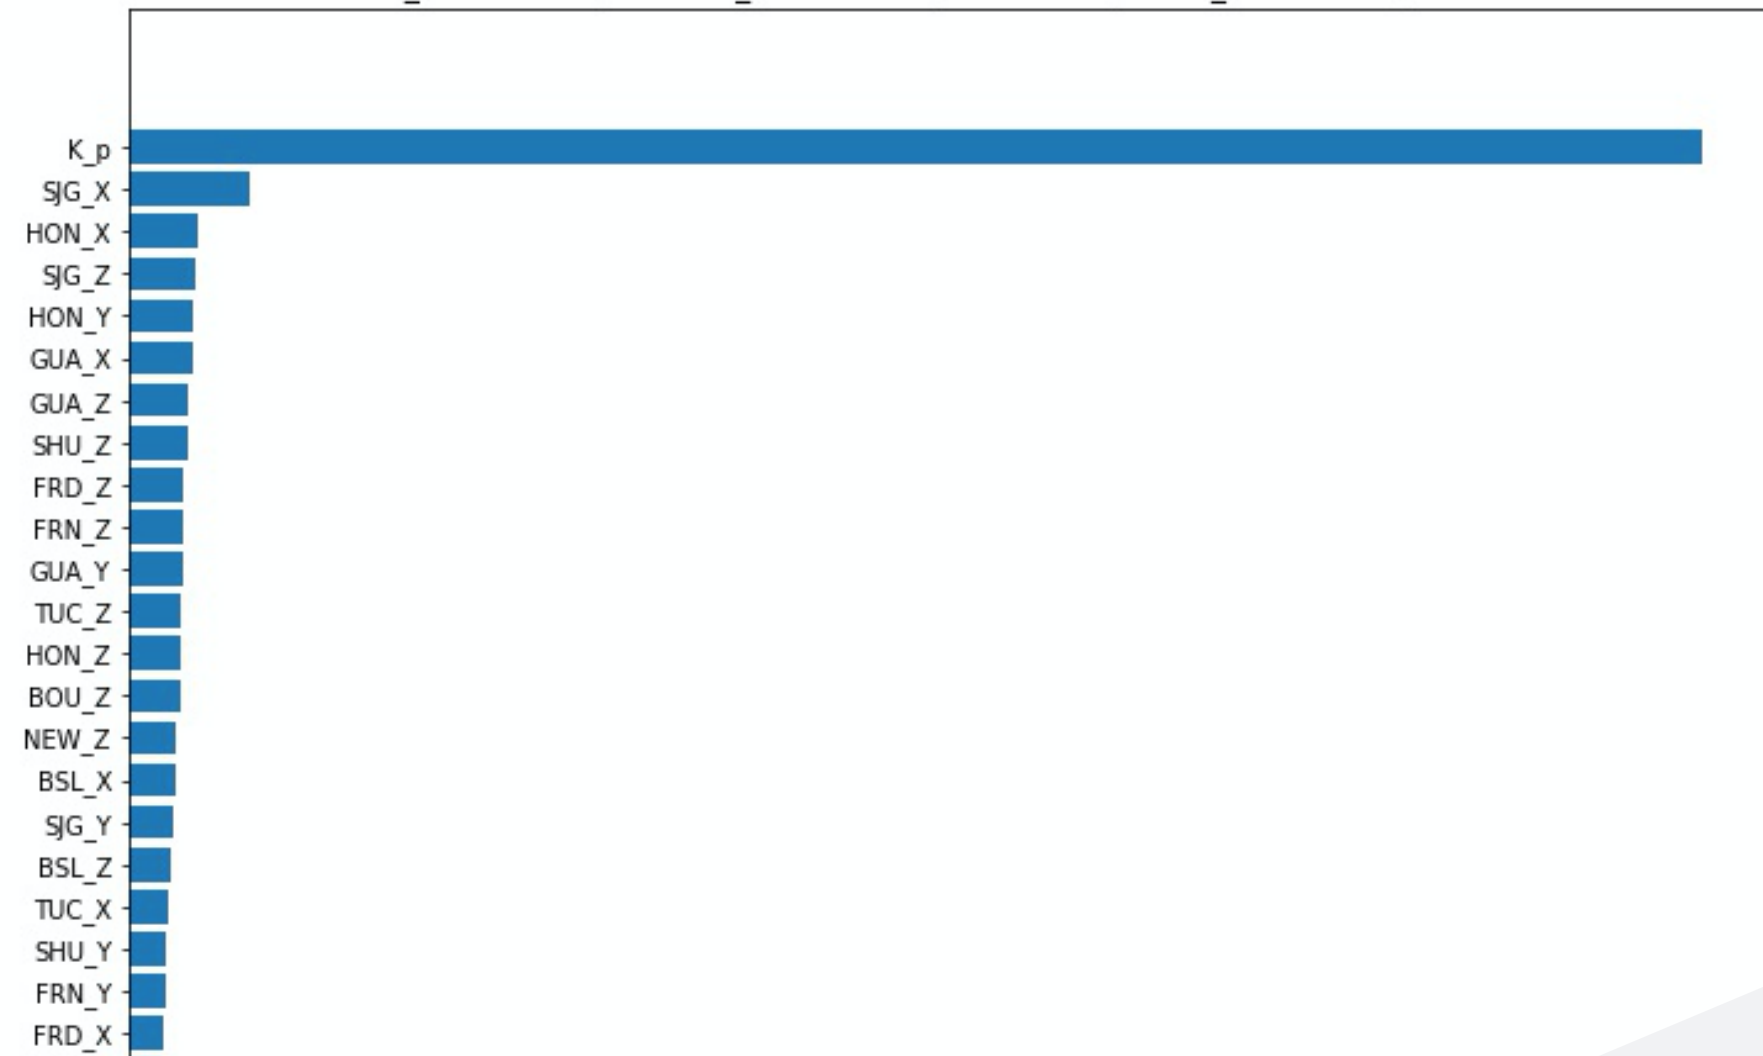 K_p
SJG_X
HON_X
SJG_Z
HON_Y
GUA_X
GUA_Z
SHU_Z
FRD_Z
FRN_Z
GUA_Y
TUC_Z
HON_Z
BOU_Z
NEW_Z
BSL_X
SJG_Y
BSL_Z
TUC_X
SHU_Y
FRN_Y
FRD_X